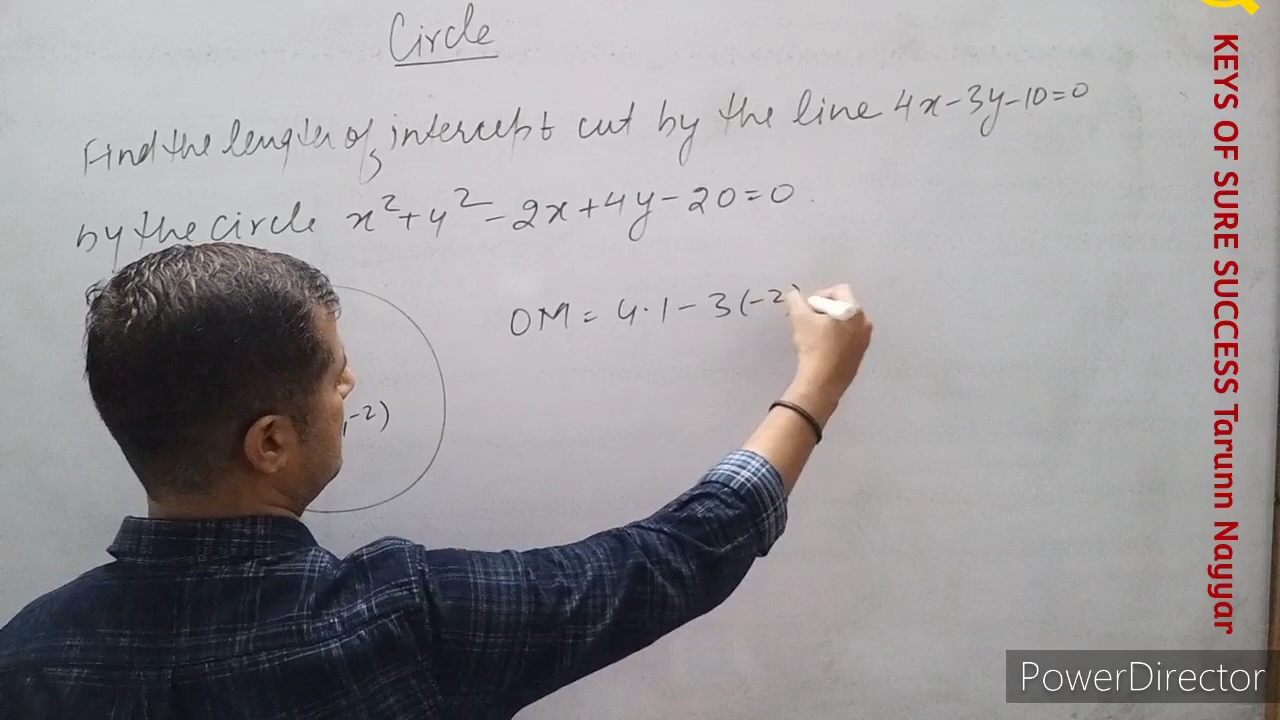 Circle
Find the length of intercept cut by the line 4x-3y-10=0
by the circle x²+y²-2x+4y-20=0.
OM = 4.1-3(-2)
,-2)
KEYS OF SURE SUCCESS Tarunn Nayyar
PowerDirector